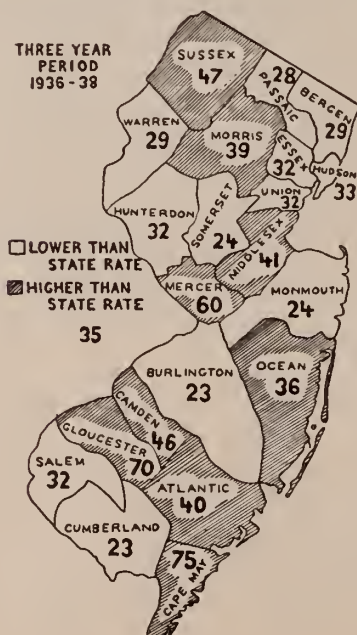 THREE YEAR
PERIOD
1936-38
SUSSEX
47
28
PASSAIC
BERGEN
29
WARREN
29
MORRIS
39
ESSEX
32
HUDSON
33
UNION
32
HUNTERDON
32
SOMERSET
24
MIDDLESEX
41
LOWER THAN
STATE RATE
HIGHER THAN
STATE RATE
35
MERCER
60
MONMOUTH
24
BURLINGTON
23
OCEAN
36
CAMDEN
46
GLOUCESTER
70
SALEM
32
ATLANTIC
40
CUMBERLAND
23
75
CAPE MAY